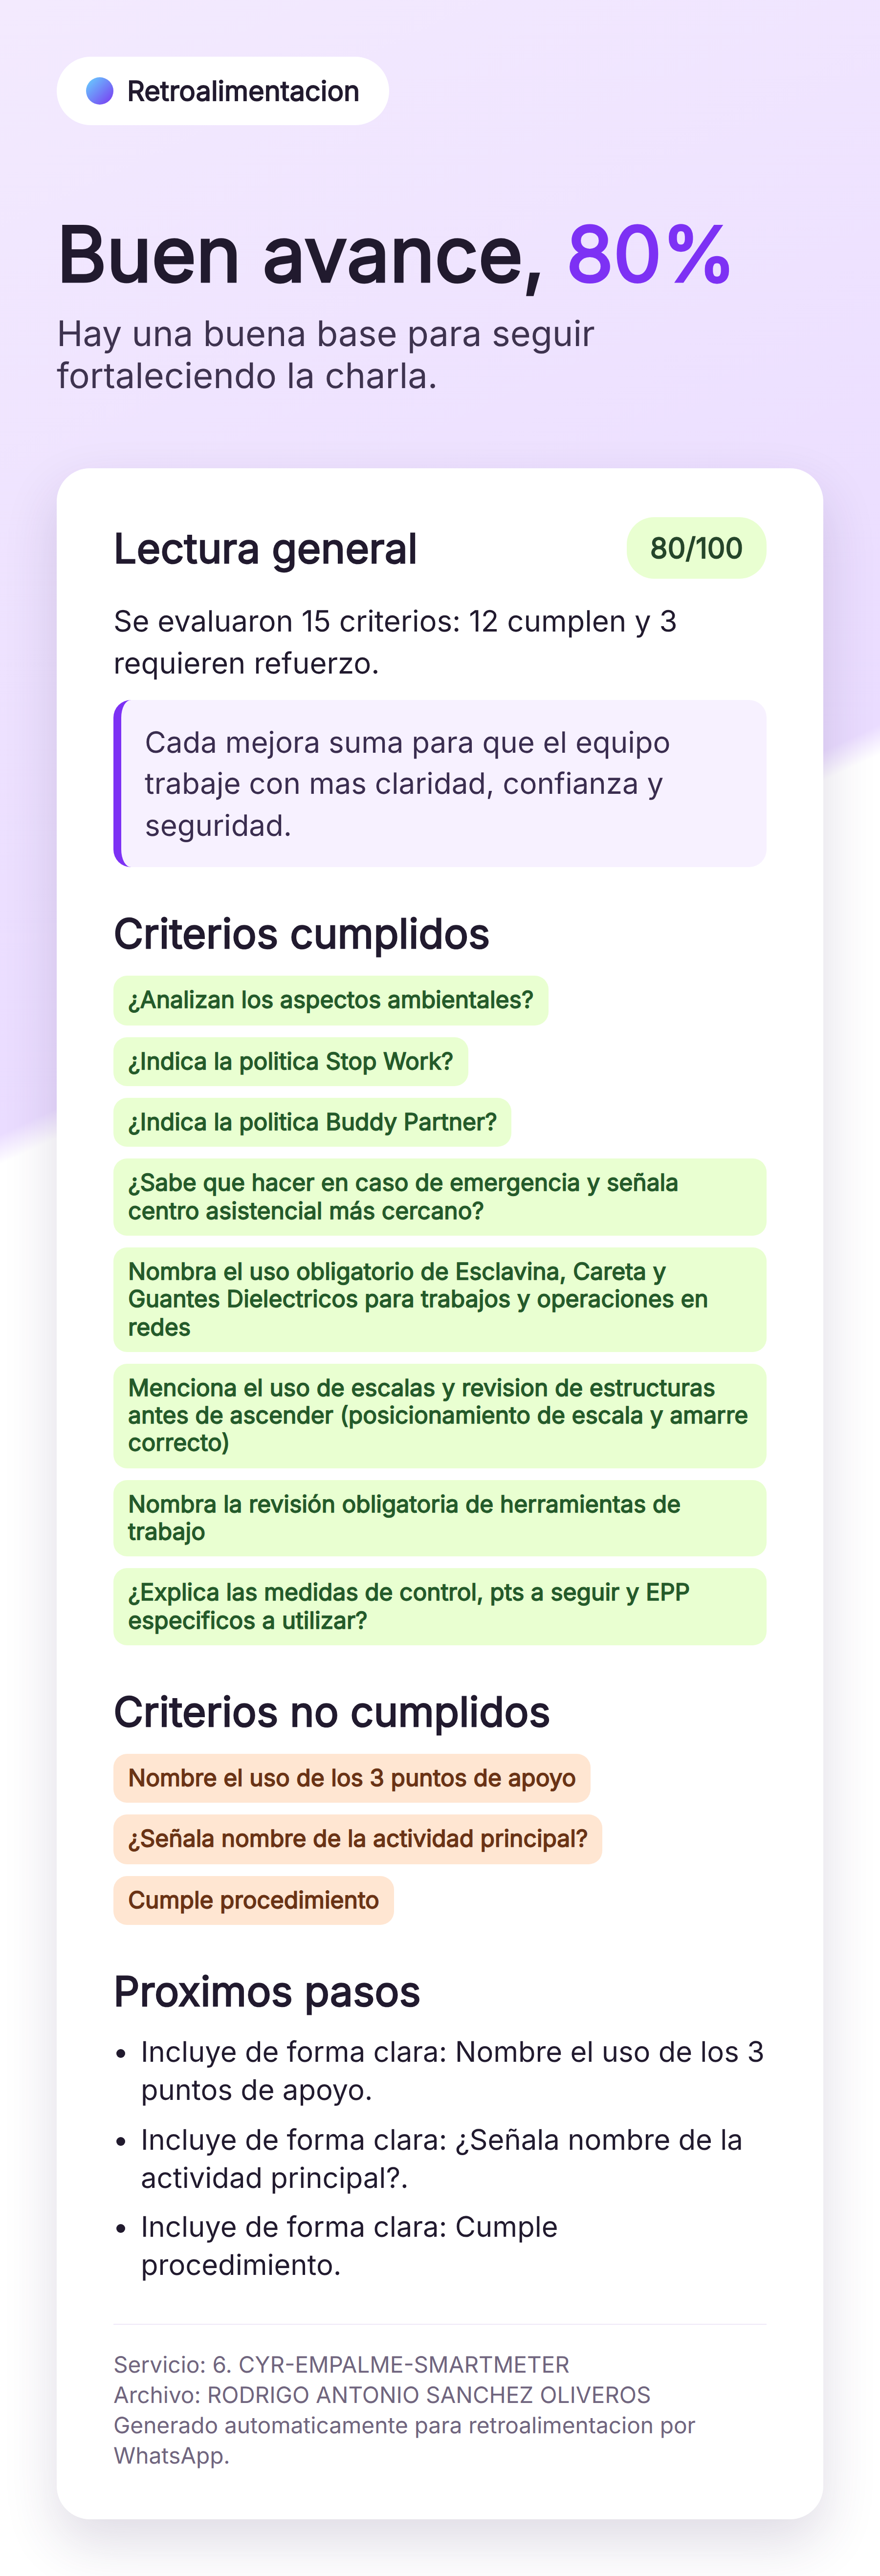 Retroalimentacion
Buen avance, 80%
Hay una buena base para seguir
fortaleciendo la charla.
Lectura general
80/100
Se evaluaron 15 criterios: 12 cumplen y 3
requieren refuerzo.
Cada mejora suma para que el equipo
trabaje con mas claridad, confianza y
seguridad.
Criterios cumplidos
¿Analizan los aspectos ambientales?
¿Indica la politica Stop Work?
¿Indica la politica Buddy Partner?
¿Sabe que hacer en caso de emergencia y señala
centro asistencial más cercano?
Nombra el uso obligatorio de Esclavina, Careta y
Guantes Dielectricos para trabajos y operaciones en
redes
Menciona el uso de escalas y revision de estructuras
antes de ascender (posicionamiento de escala y amarre
correcto)
Nombra la revisión obligatoria de herramientas de
trabajo
¿Explica las medidas de control, pts a seguir y EPP
especificos a utilizar?
Criterios no cumplidos
Nombre el uso de los 3 puntos de apoyo
¿Señala nombre de la actividad principal?
Cumple procedimiento
Proximos pasos
• Incluye de forma clara: Nombre el uso de los 3
puntos de apoyo.
• Incluye de forma clara: ¿Señala nombre de la
actividad principal?.
• Incluye de forma clara: Cumple
procedimiento.
Servicio: 6. CYR-EMPALME-SMARTMETER
Archivo: RODRIGO ANTONIO SANCHEZ OLIVEROS
Generado automaticamente para retroalimentacion por
WhatsApp.